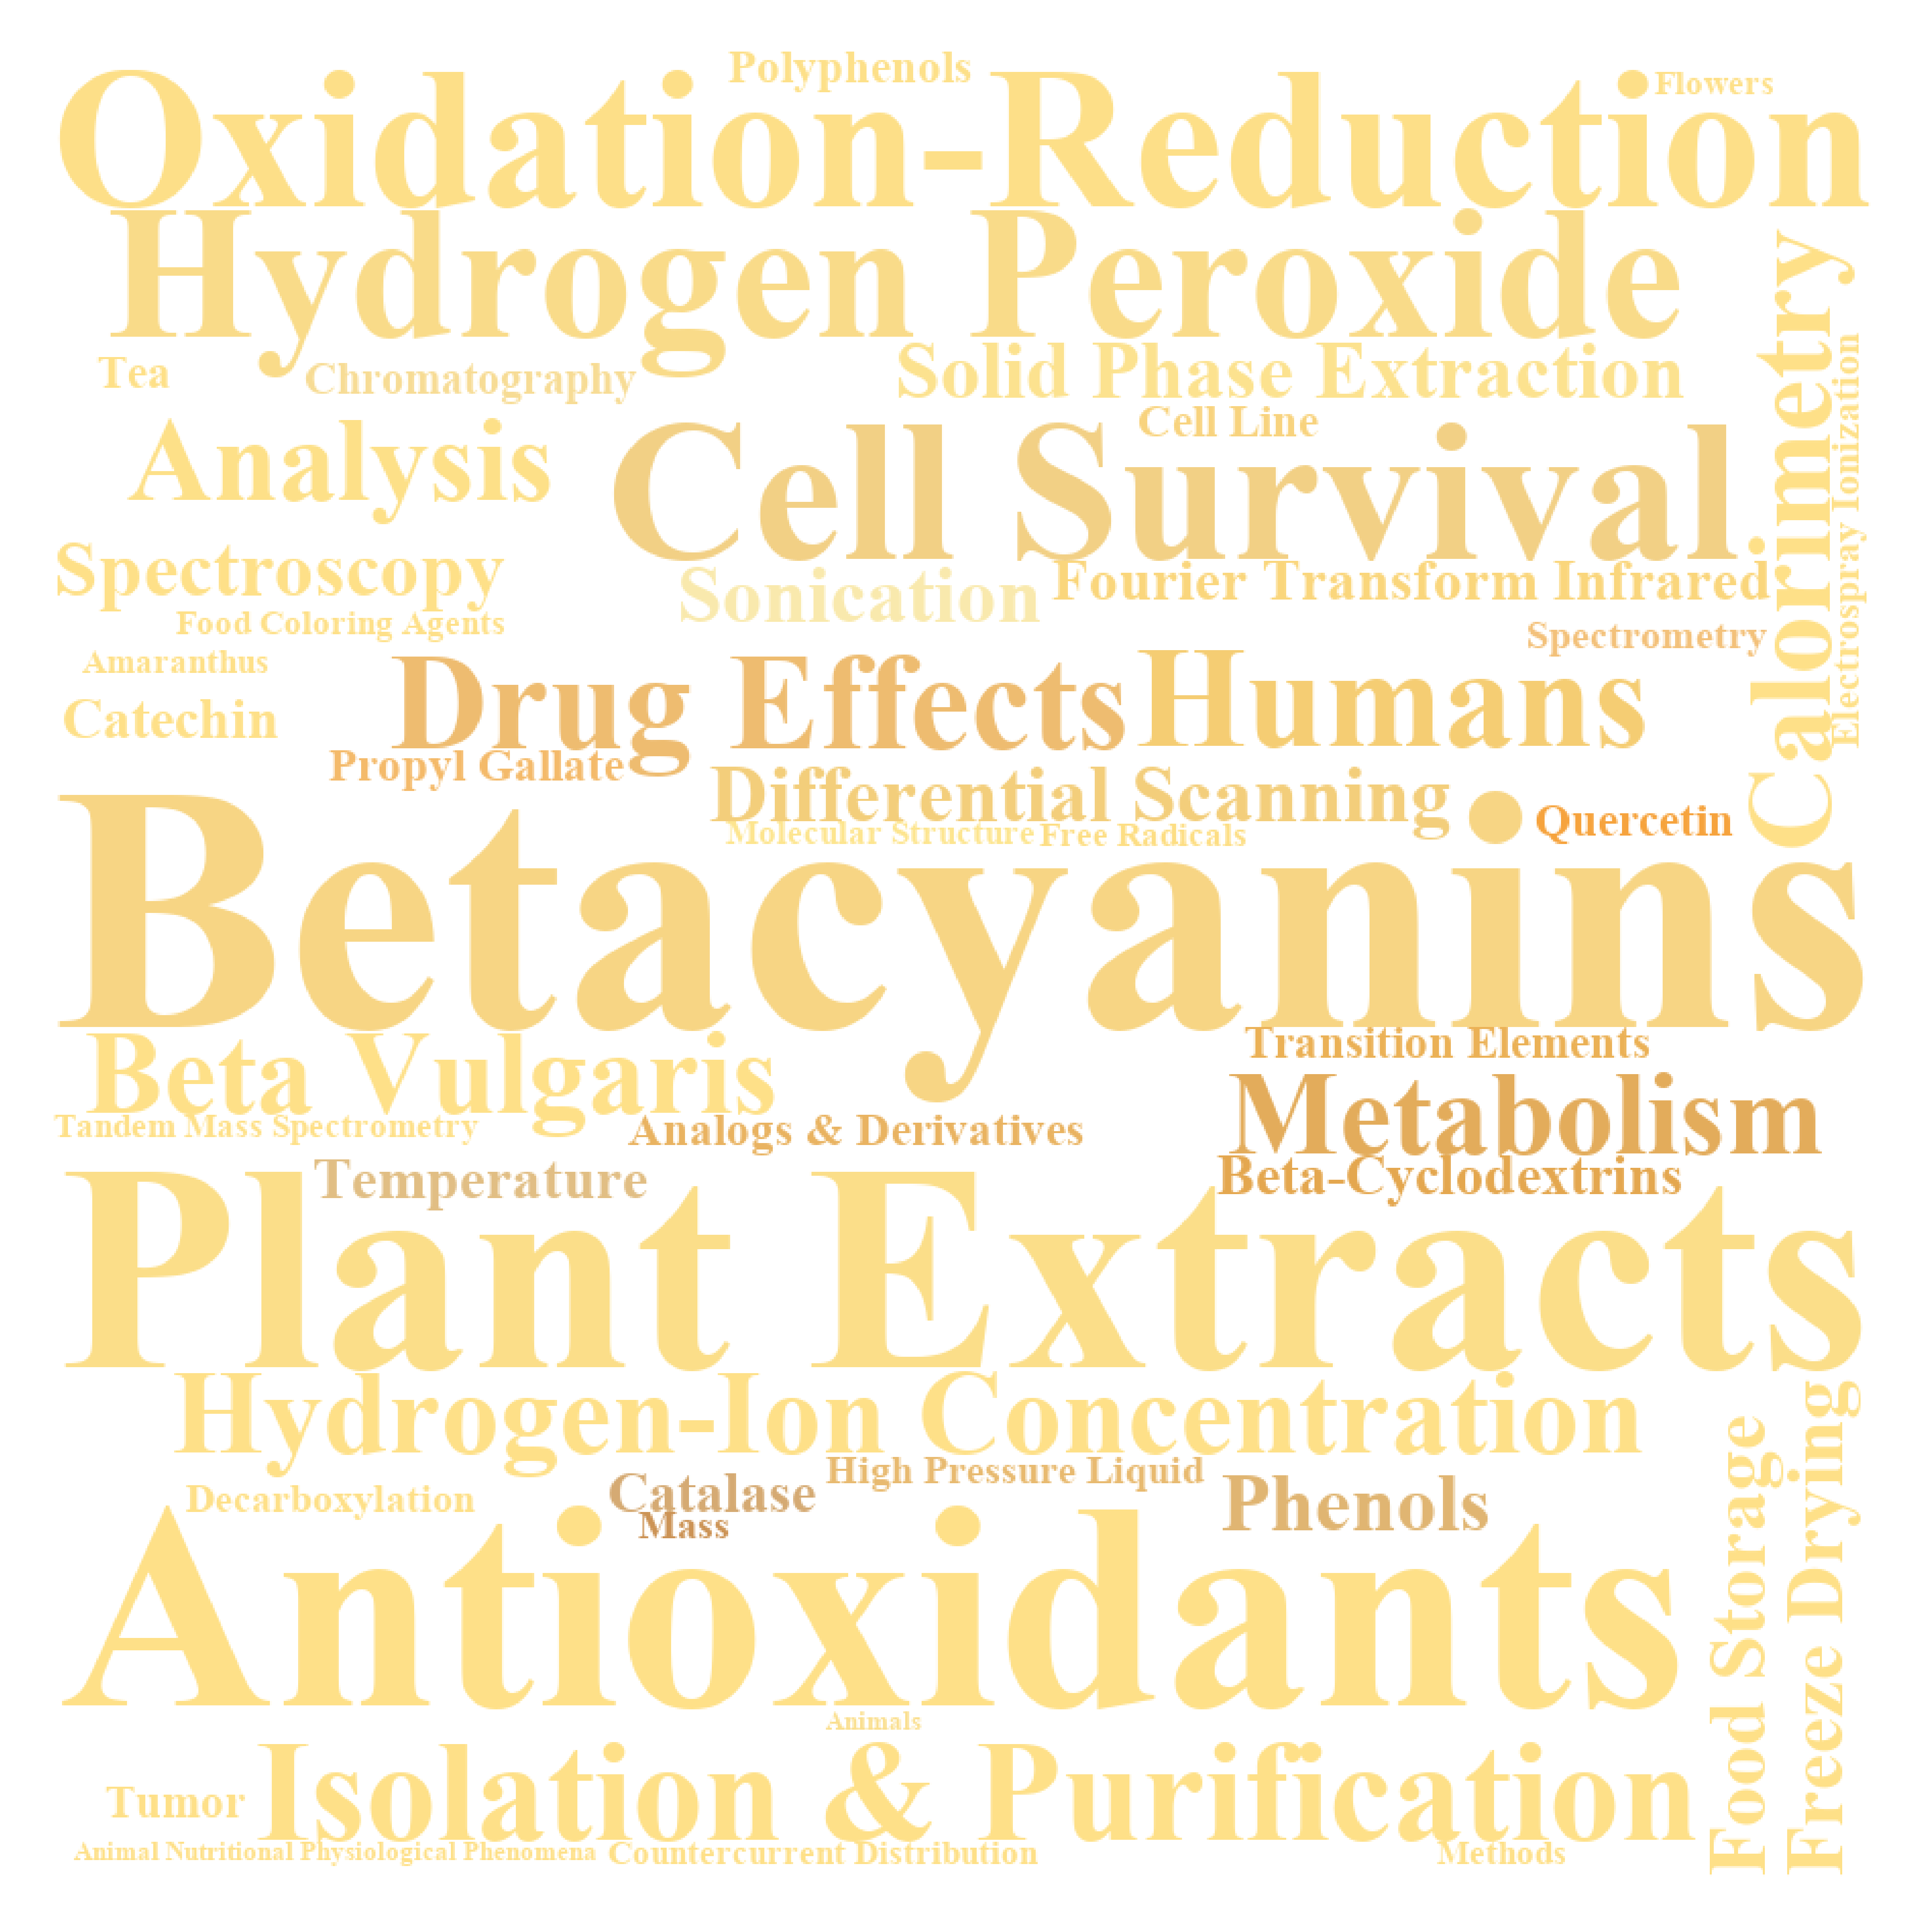 Polyphenols
Flowers
Oxidation-Reduction
Hydrogen Peroxide
Calorimetry
Electrospray Ionization
Tea
Chromatography
Solid Phase Extraction
Cell Line
Analysis
Cell Survival
Spectroscopy
Sonication
Fourier Transform Infrared
Food Coloring Agents
Spectrometry
Amaranthus
Drug Effects
Humans
Catechin
Propyl Gallate
Differential Scanning
Quercetin
Molecular Structure
Free Radicals
Betacyanins
Transition Elements
Beta Vulgaris
Metabolism
Tandem Mass Spectrometry
Analogs & Derivatives
Temperature
Beta-Cyclodextrins
Plant Extracts
Hydrogen-Ion Concentration
High Pressure Liquid
Decarboxylation
Catalase
Mass
Phenols
Food Storage
Freeze Drying
Antioxidants
Animals
Isolation & Purification
Tumor
Animal Nutritional Physiological Phenomena
Countercurrent Distribution
Methods